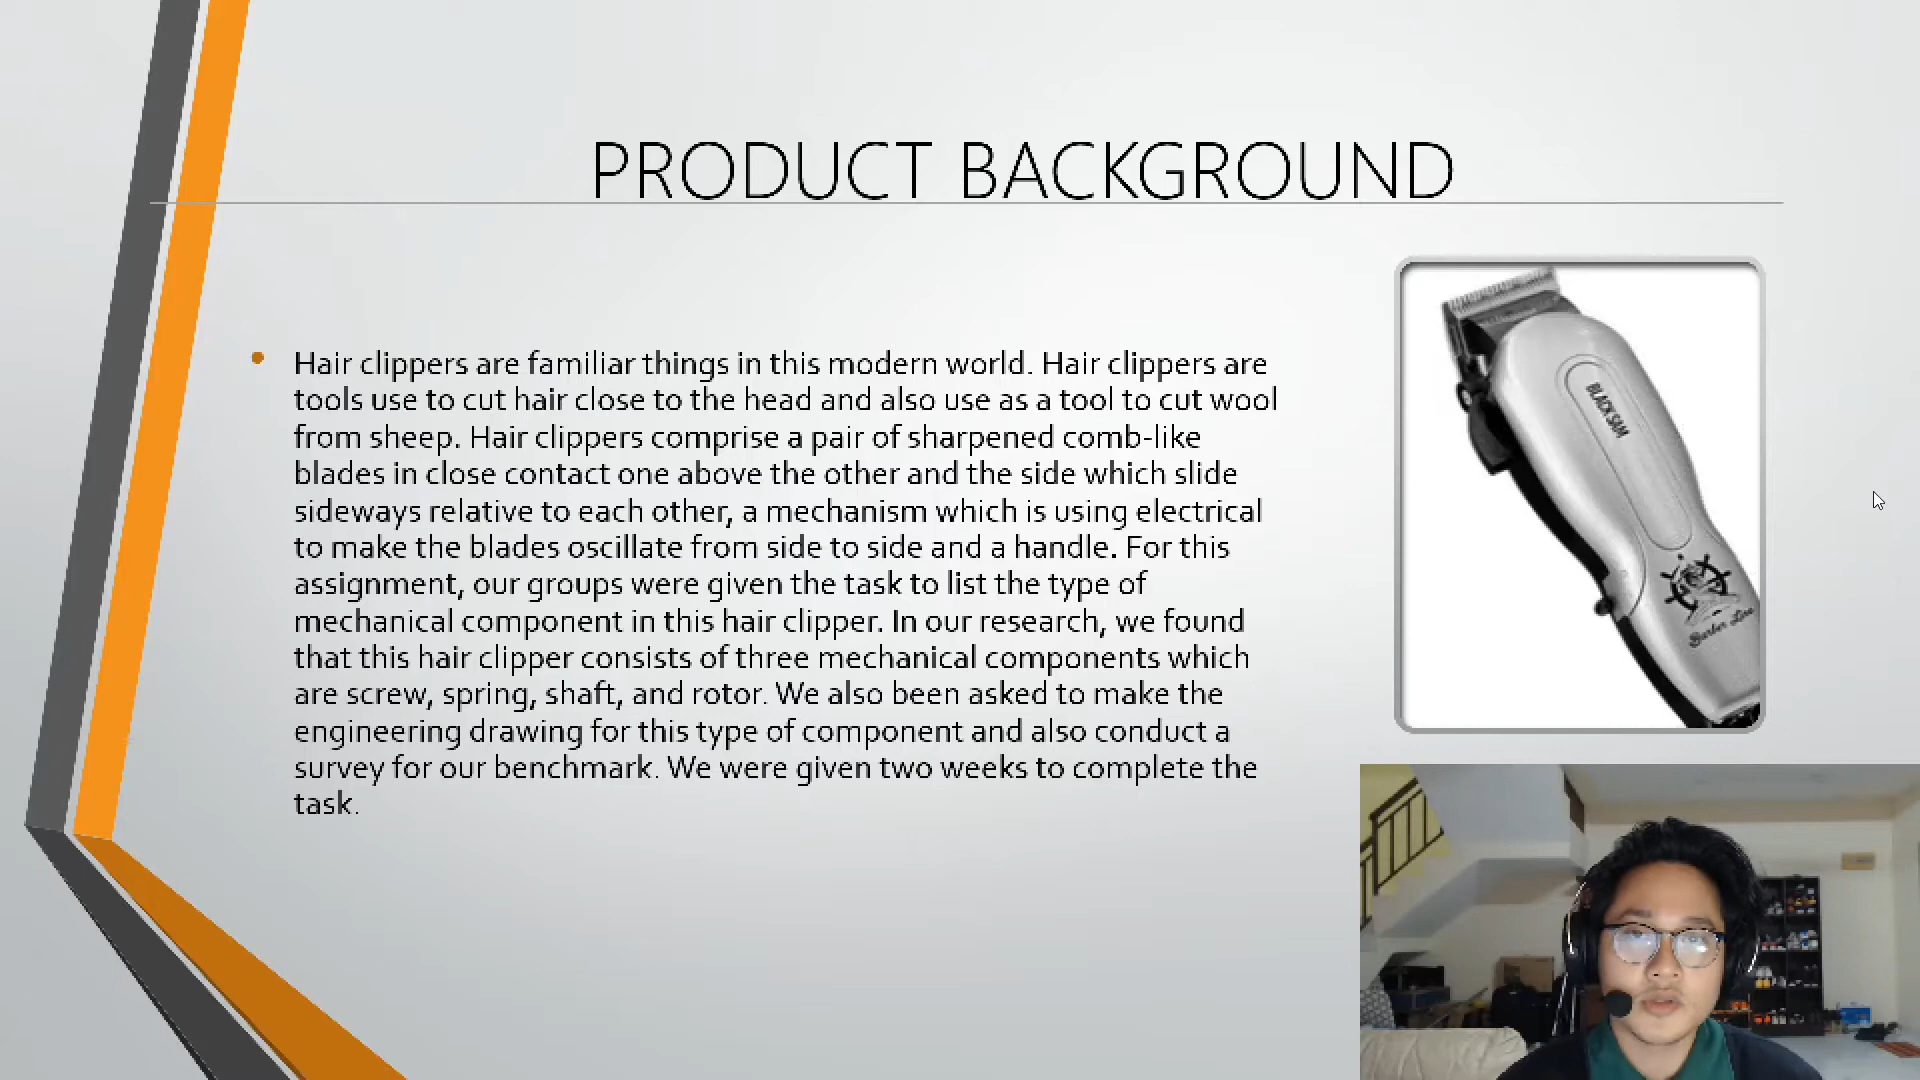 PRODUCT BACKGROUND
Hair clippers are familiar things in this modern world. Hair clippers are
tools use to cut hair close to the head and also use as a tool to cut wool
from sheep. Hair clippers comprise a pair of sharpened comb-like
blades in close contact one above the other and the side which slide
sideways relative to each other, a mechanism which is using electrical
to make the blades oscillate from side to side and a handle. For this
assignment, our groups were given the task to list the type of
mechanical component in this hair clipper. In our research, we found
that this hair clipper consists of three mechanical components which
are screw, spring, shaft, and rotor. We also been asked to make the
engineering drawing for this type of component and also conduct a
survey for our benchmark. We were given two weeks to complete the
task.
BLACK SAM
Barber Line